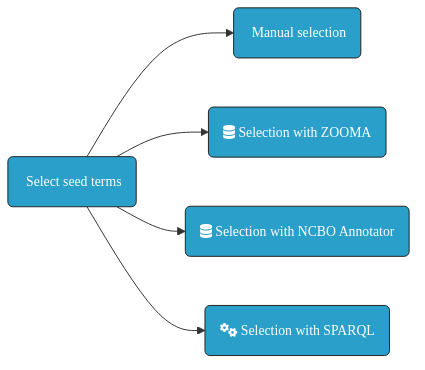 Manual selection
Selection with ZOOMA
Select seed terms
Selection with NCBO Annotator
Selection with SPARQL